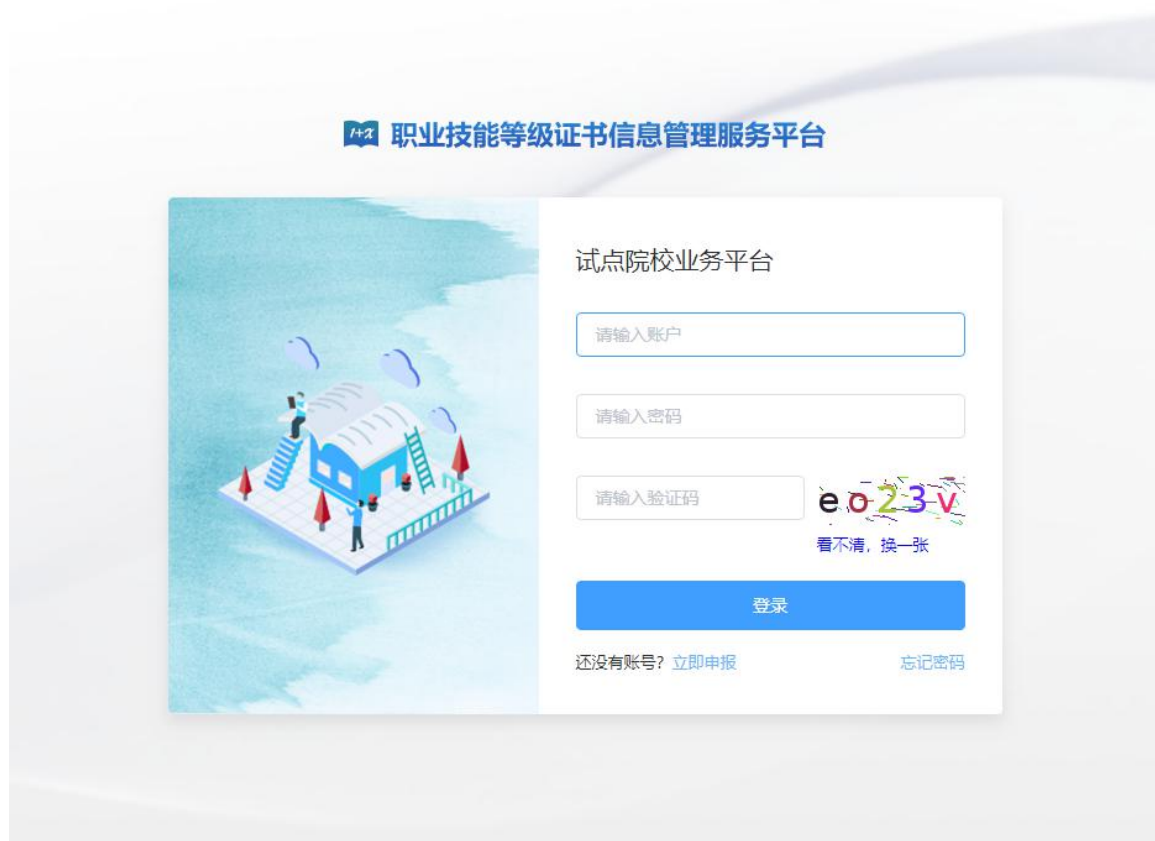 1+X 职业技能等级证书信息管理服务平台
试点院校业务平台
请输入账户
请输入密码
请输入验证码 eo23v
看不清，换一张
登录
还没有账号？立即申报 忘记密码